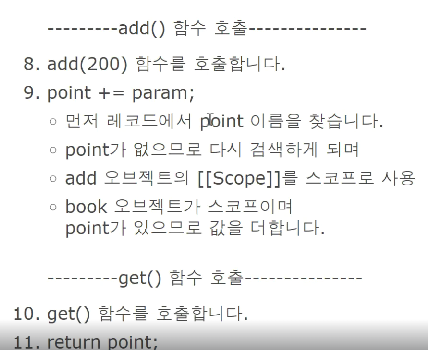 ---------add() 함수 호출---------------
8. add(200) 함수를 호출합니다.
9. point += param;
○ 먼저 레코드에서 point 이름을 찾습니다.
○ point가 없으므로 다시 검색하게 되며
○ add 오브젝트의 [[Scope]]를 스코프로 사용
○ book 오브젝트가 스코프이며
point가 있으므로 값을 더합니다.
---------get() 함수 호출---------------
10. get() 함수를 호출합니다.
11. return point;